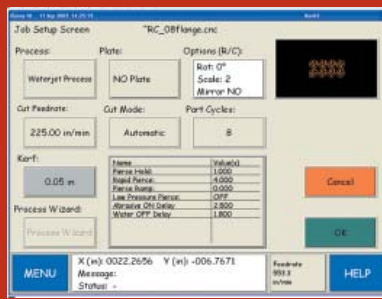 Job Setup Screen "RC_08flange.cnc
Process: Plate: Options (R/C):
Waterjet Process
NO Plate
Rot: 0°
Scale: 2
Mirror NO
Cut Feedrate: Cut Mode: Part Cycles:
225.00 in/min Automatic 8
Kerf:
0.05 in
Name Value(s)
Pierce Hold: 1.000
Rapid Pierce: 4.000
Pierce Ramp: 0.000
Low Pressure Pierce: OFF
Abrasive ON Delay 2.500
Water OFF Delay 1.800
Cancel
Process Wizard:
Process Wizard
OK
MENU
X (in): 0022.2656 Y (in): -006.7671
Message:
Status: -
Feedrate
in/min
HELP